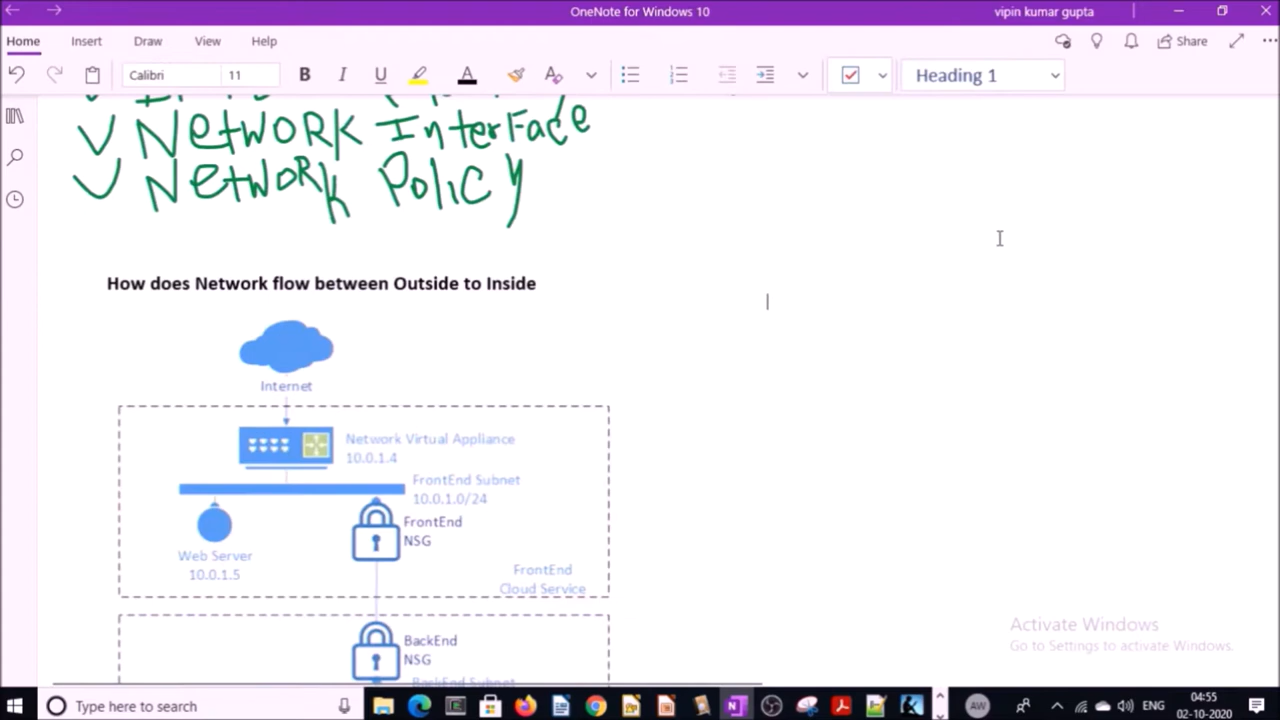 OneNote for Windows 10
vipin kumar gupta
Home Insert Draw View Help
Share
Calibri 11 B I U A A Heading 1
Network Interface
Network Policy
How does Network flow between Outside to Inside
Internet
Network Virtual Appliance
10.0.1.4
FrontEnd Subnet
10.0.1.0/24
FrontEnd
NSG
Web Server
10.0.1.5
FrontEnd
Cloud Service
BackEnd
NSG
BackEnd Subnet
Activate Windows
Go to Settings to activate Windows.
Type here to search
AW
ENG
04:55
02-10-2020